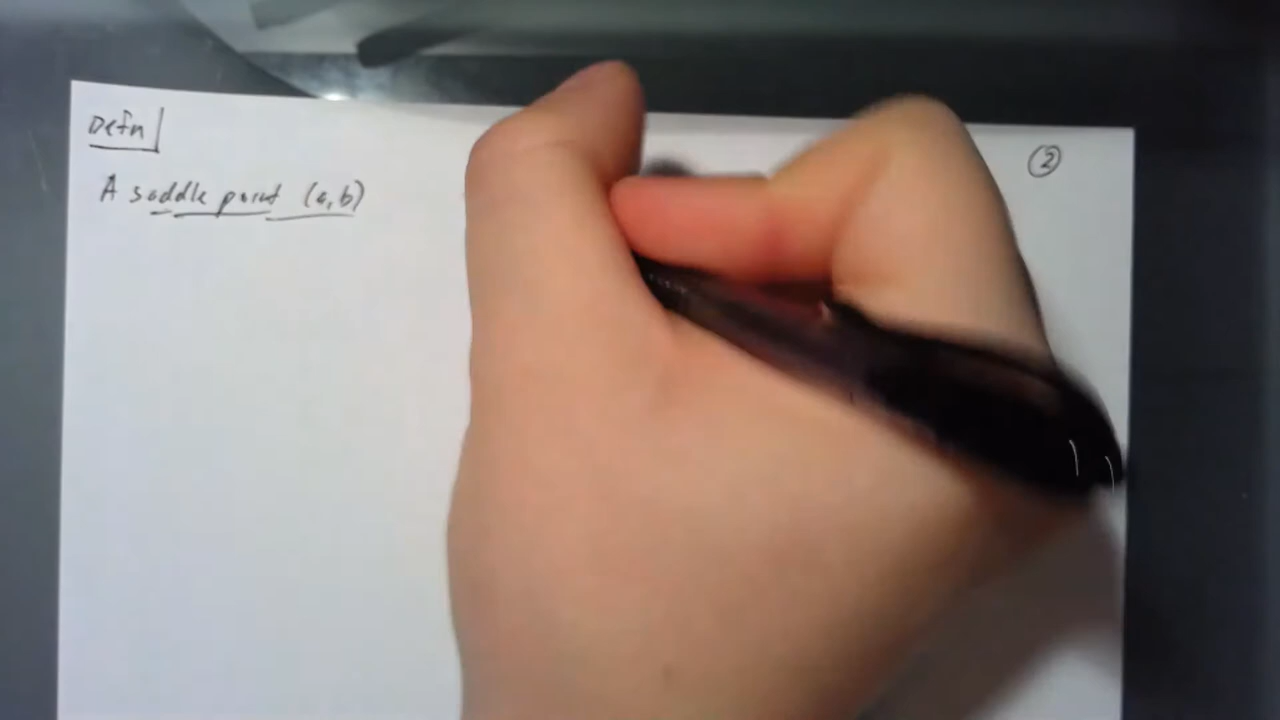 Defn
②
A saddle point (a,b)